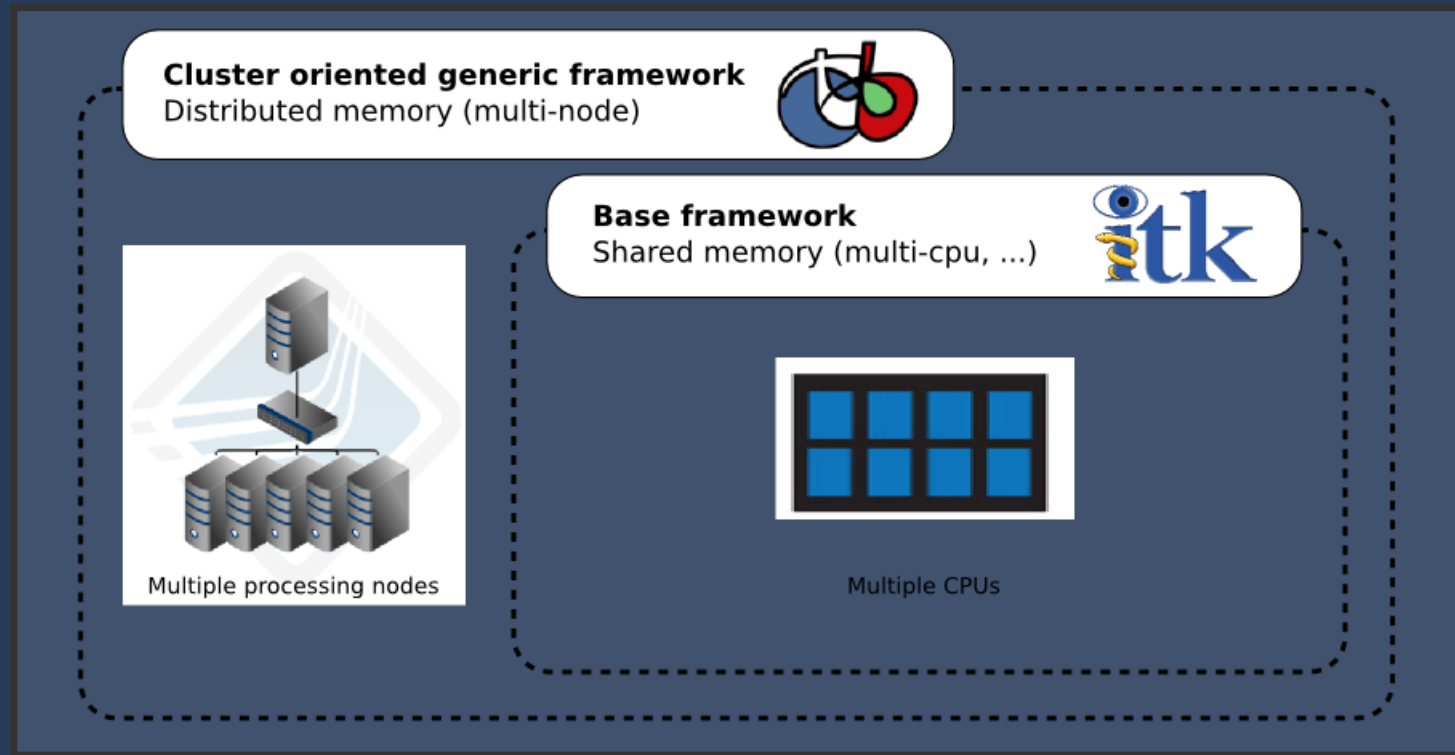 Cluster oriented generic framework
Distributed memory (multi-node)
Base framework
Shared memory (multi-cpu, ...)
itk
Multiple processing nodes
Multiple CPUs